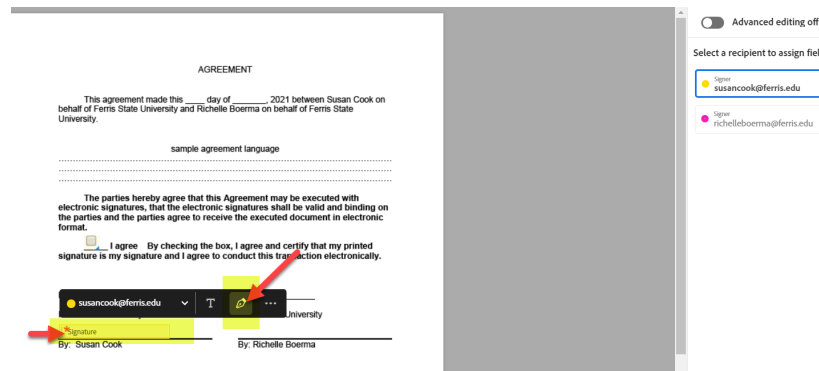 Advanced editing off
AGREEMENT
Select a recipient to assign fiel
Signer
susancook@ferris.edu
This agreement made this ____ day of _______, 2021 between Susan Cook on
behalf of Ferris State University and Richelle Boerma on behalf of Ferris State
University.
Signer
richelleboerma@ferris.edu
sample agreement language
The parties hereby agree that this Agreement may be executed with
electronic signatures, that the electronic signatures shall be valid and binding on
the parties and the parties agree to receive the executed document in electronic
format.
____ I agree By checking the box, I agree and certify that my printed
signature is my signature and I agree to conduct this transaction electronically.
susancook@ferris.edu T ...
University
*Signature
By: Susan Cook By: Richelle Boerma